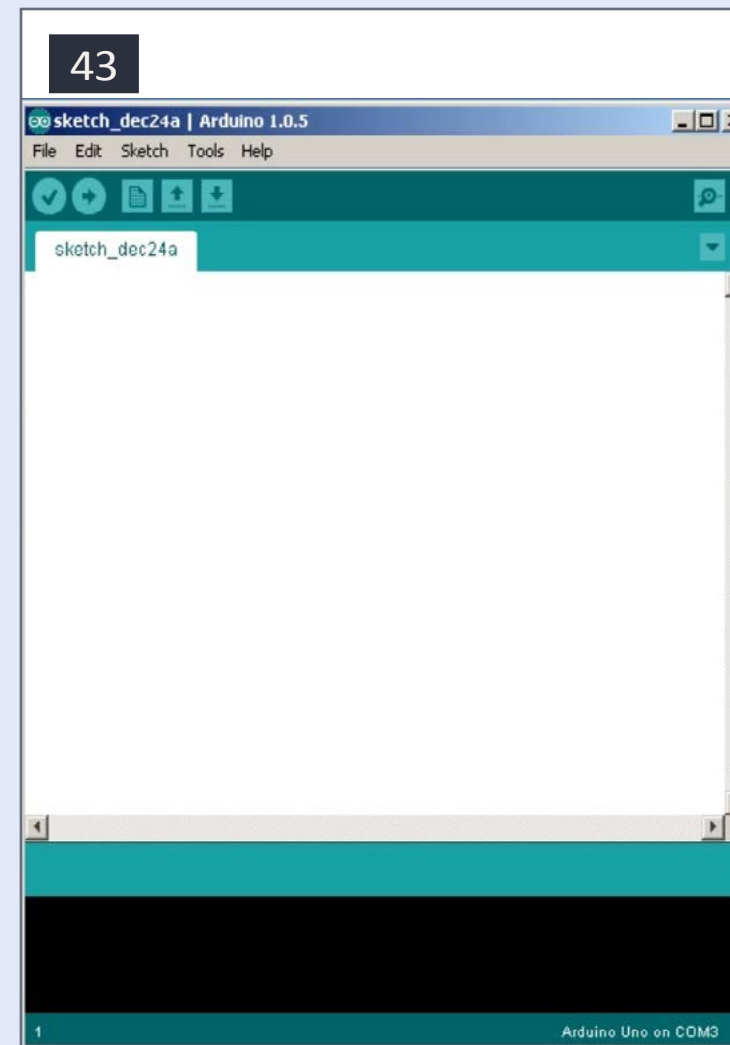 43
sketch_dec24a | Arduino 1.0.5
File Edit Sketch Tools Help
sketch_dec24a
1 Arduino Uno on COM3